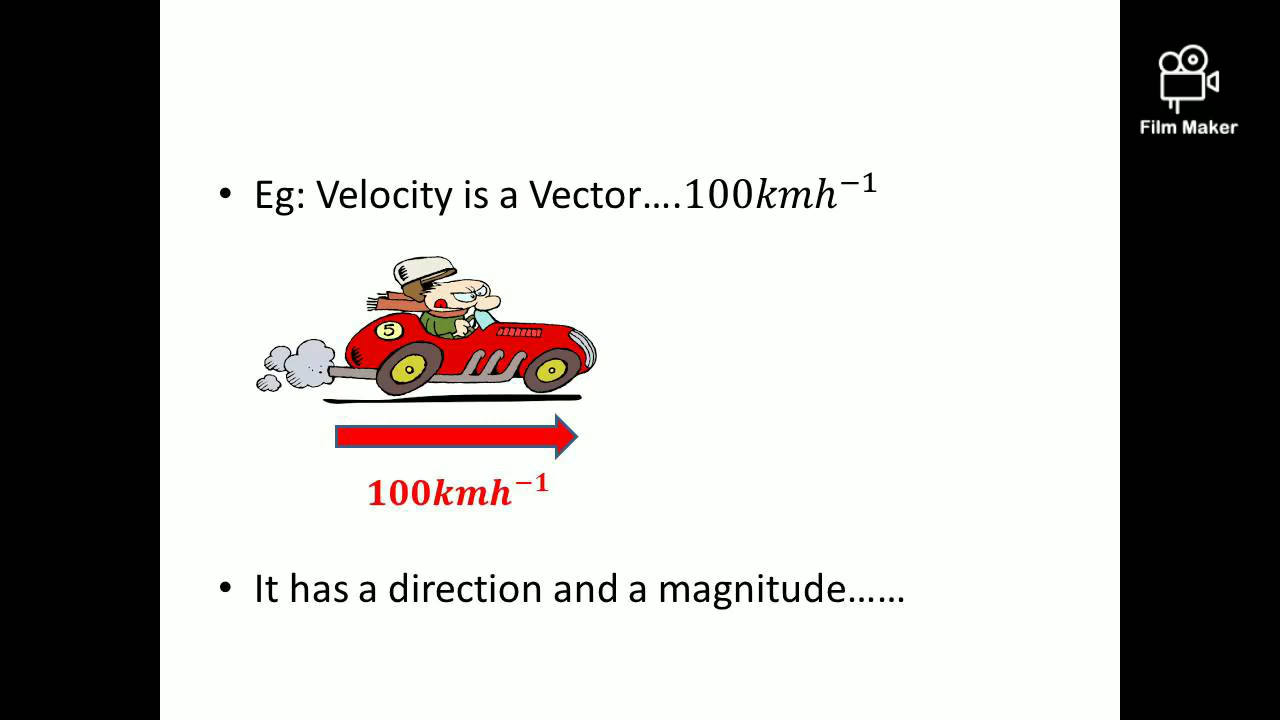 Film Maker
• Eg: Velocity is a Vector….100kmh⁻¹
5
100kmh⁻¹
• It has a direction and a magnitude……